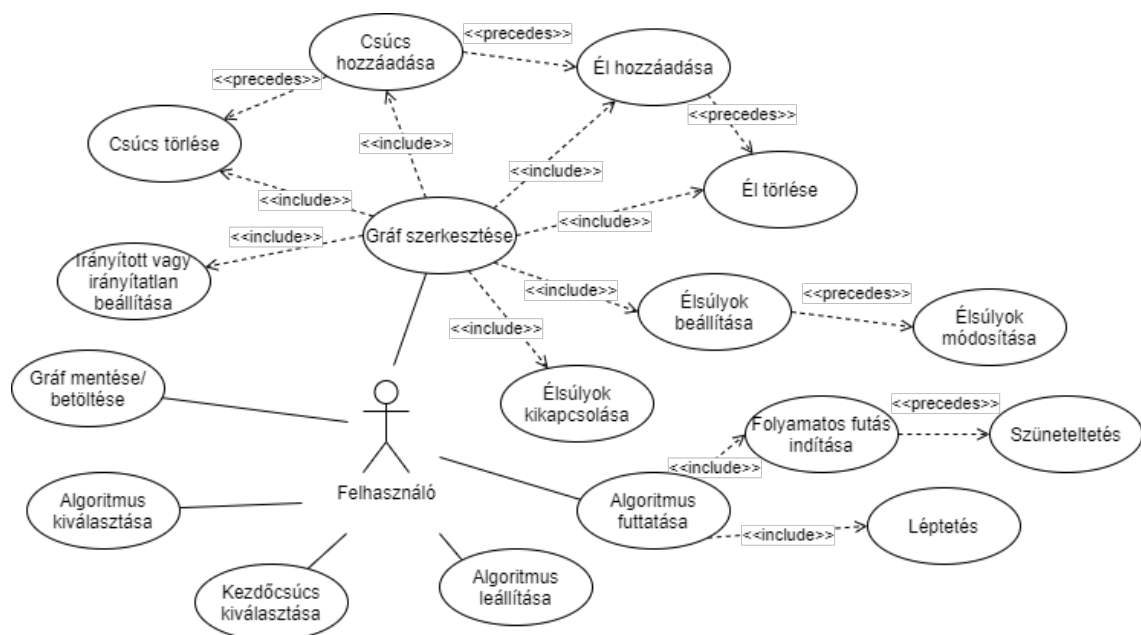 Csúcs
hozzáadása
<<precedes>>
Él hozzáadása
<<precedes>>
<<precedes>>
Csúcs törlése
<<include>>
<<include>>
Él törlése
<<include>>
<<include>>
<<include>>
Gráf szerkesztése
Irányított vagy
irányítatlan
beállítása
<<include>>
Élsúlyok
beállítása
<<precedes>>
Élsúlyok
módosítása
<<include>>
Gráf mentése/
betöltése
Élsúlyok
kikapcsolása
<<precedes>>
Folyamatos futás
indítása
Szüneteltetés
<<include>>
Felhasználó
Algoritmus
kiválasztása
Algoritmus
futtatása
<<include>>
Léptetés
Kezdőcsúcs
kiválasztása
Algoritmus
leállítása